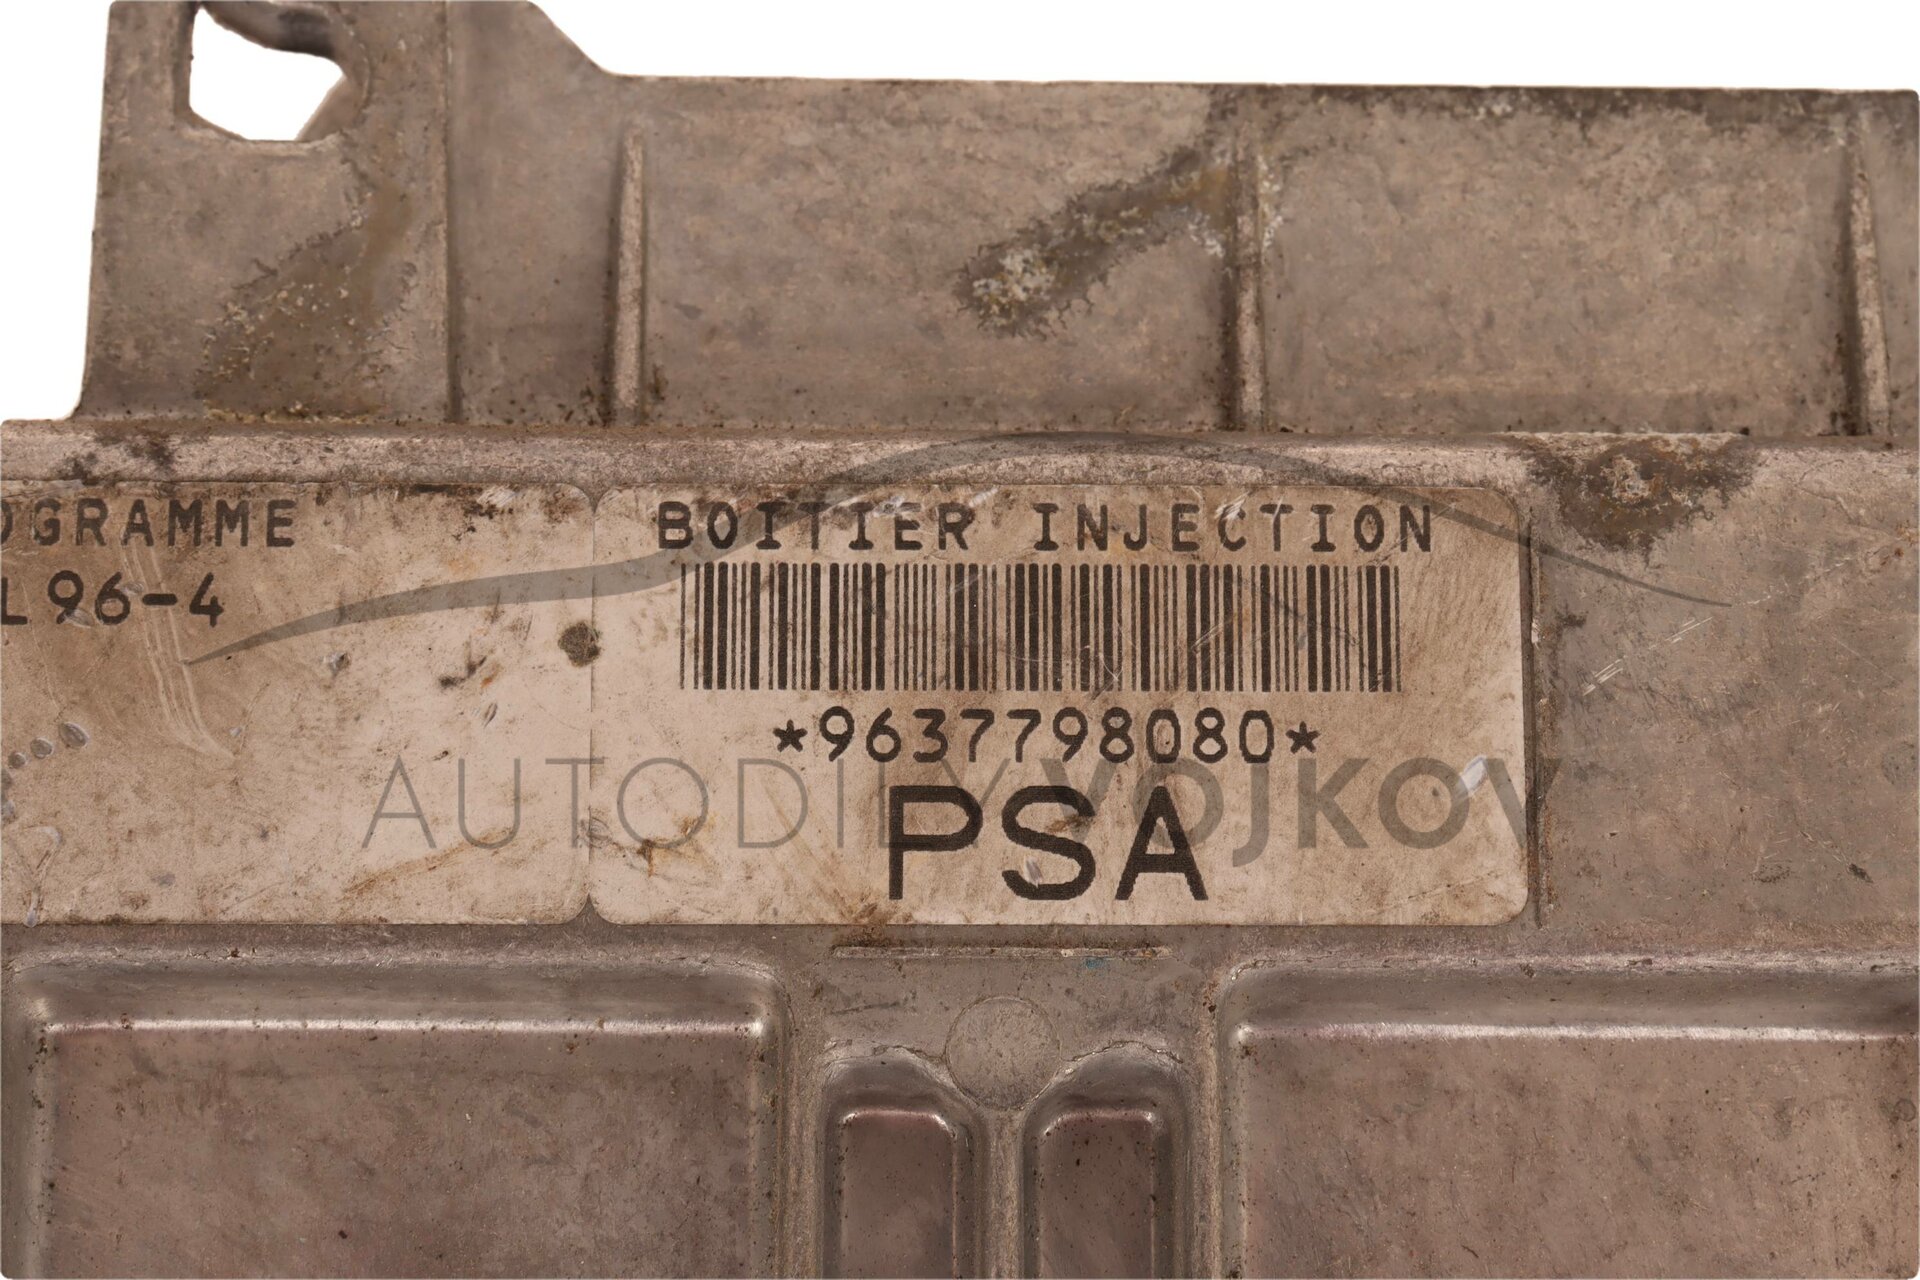 OGRAMME
L96-4
BOITIER INJECTION
*9637798080*
PSA
AUTODILY VOJKOV